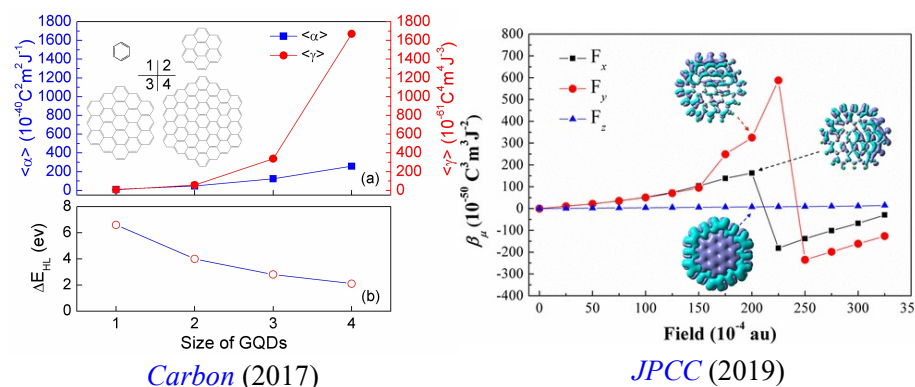 <α> (10⁻⁴⁰C²m²J⁻¹)
1800
1600
1400
1200
1000
800
600
400
200
0
<α>
<γ>
1 2
3 4
(a)
1800
1600
1400
1200
1000
800
600
400
200
0
<γ> (10⁻⁶¹C⁴m⁴J⁻³)
ΔE_HL (ev)
8
6
4
2
0
(b)
1 2 3 4
Size of GQDs
Carbon (2017)
β_μ (10⁻⁵⁰ C³m³J⁻²)
800
700
600
500
400
300
200
100
0
-100
-200
-300
-400
F_x
F_y
F_z
0 50 100 150 200 250 300 35
Field (10⁻⁴ au)
JPCC (2019)